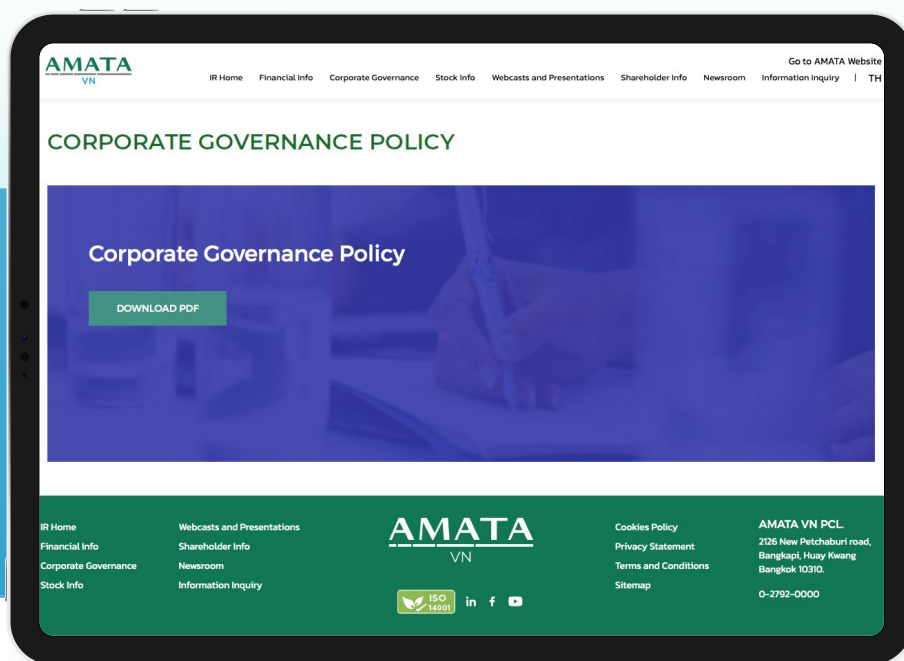 AMATA
VN
Go to AMATA Website
IR Home Financial Info Corporate Governance Stock Info Webcasts and Presentations Shareholder Info Newsroom Information Inquiry | TH
CORPORATE GOVERNANCE POLICY
Corporate Governance Policy
DOWNLOAD PDF
IR Home
Financial Info
Corporate Governance
Stock Info
Webcasts and Presentations
Shareholder Info
Newsroom
Information Inquiry
AMATA
VN
ISO
14001
Cookies Policy
Privacy Statement
Terms and Conditions
Sitemap
AMATA VN PCL.
2126 New Petchaburi road,
Bangkapi, Huay Kwang
Bangkok 10310.
0-2792-0000